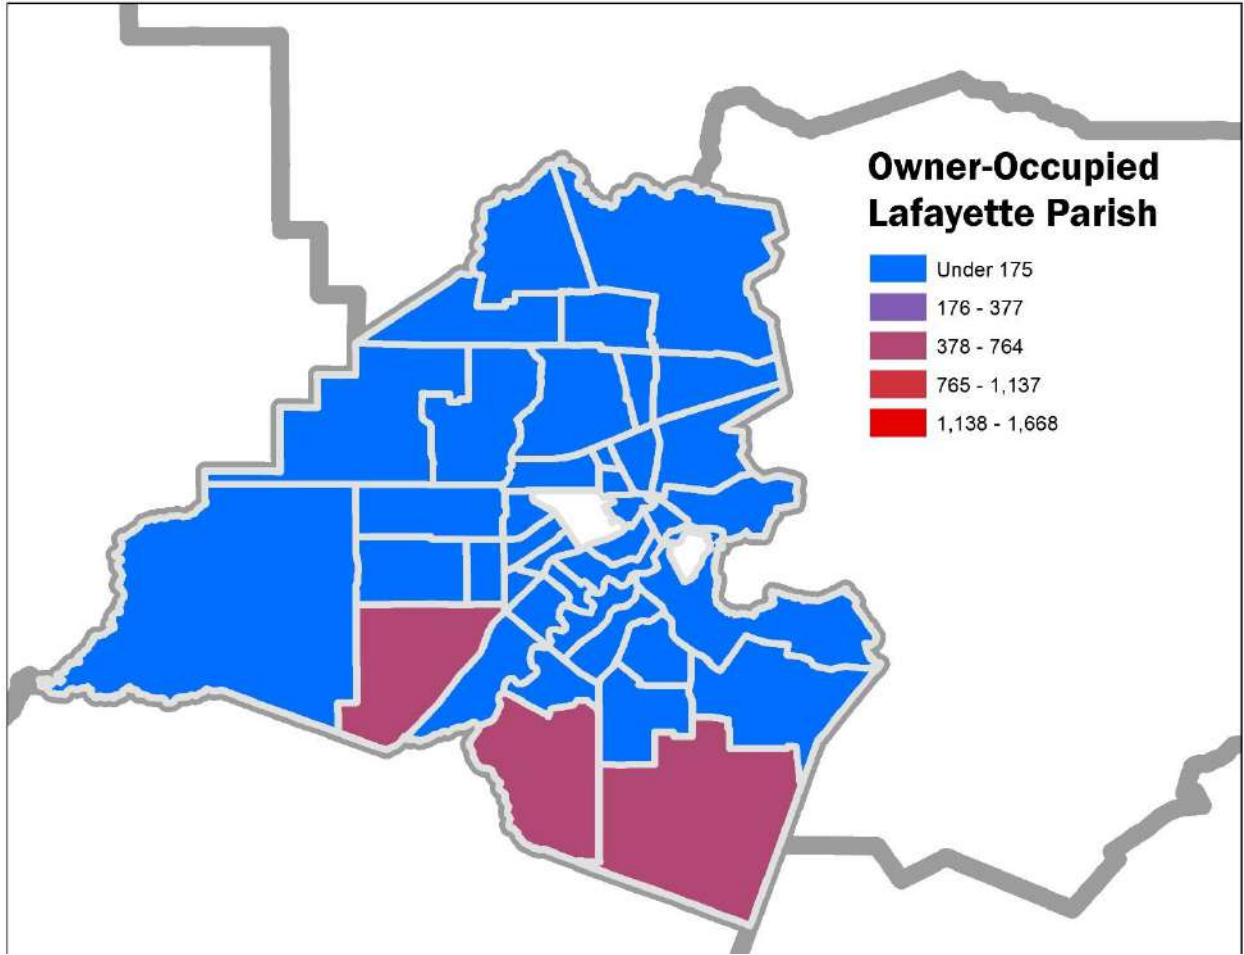 Owner-Occupied
Lafayette Parish
Under 175
176 - 377
378 - 764
765 - 1,137
1,138 - 1,668